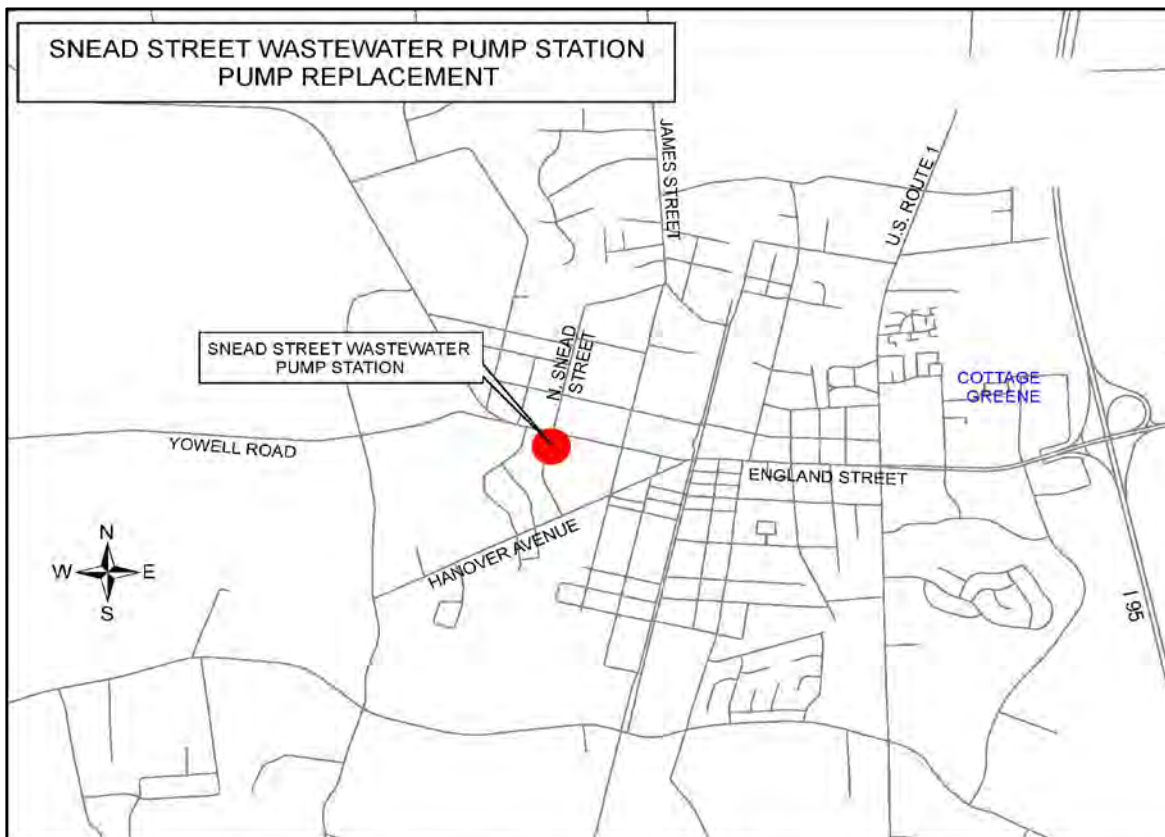 SNEAD STREET WASTEWATER PUMP STATION
PUMP REPLACEMENT
JAMES STREET
U.S. ROUTE 1
SNEAD STREET WASTEWATER
PUMP STATION
N. SNEAD
STREET
COTTAGE
GREENE
YOWELL ROAD
ENGLAND STREET
HANOVER AVENUE
N
W
E
S
I 95